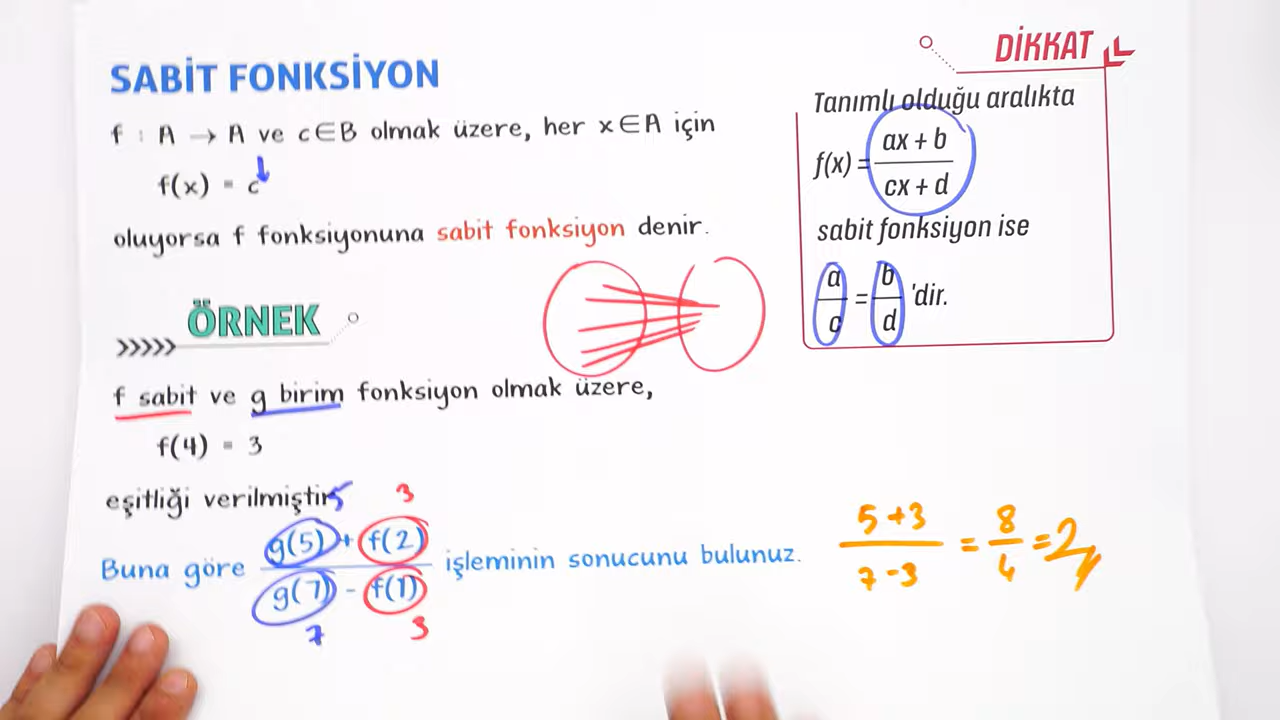 SABİT FONKSİYON
f : A → A ve c∈B olmak üzere, her x∈A için
f(x) = c
oluyorsa f fonksiyonuna sabit fonksiyon denir.
DİKKAT
Tanımlı olduğu aralıkta
f(x) = ax + b / cx + d
sabit fonksiyon ise
a/c = b/d 'dir.
ÖRNEK
f sabit ve g birim fonksiyon olmak üzere,
f(4) = 3
eşitliği verilmiştir.
5 3
Buna göre g(5) + f(2) / g(7) - f(1) işleminin sonucunu bulunuz.
7 3
5 + 3 / 7 - 3 = 8/4 = 2